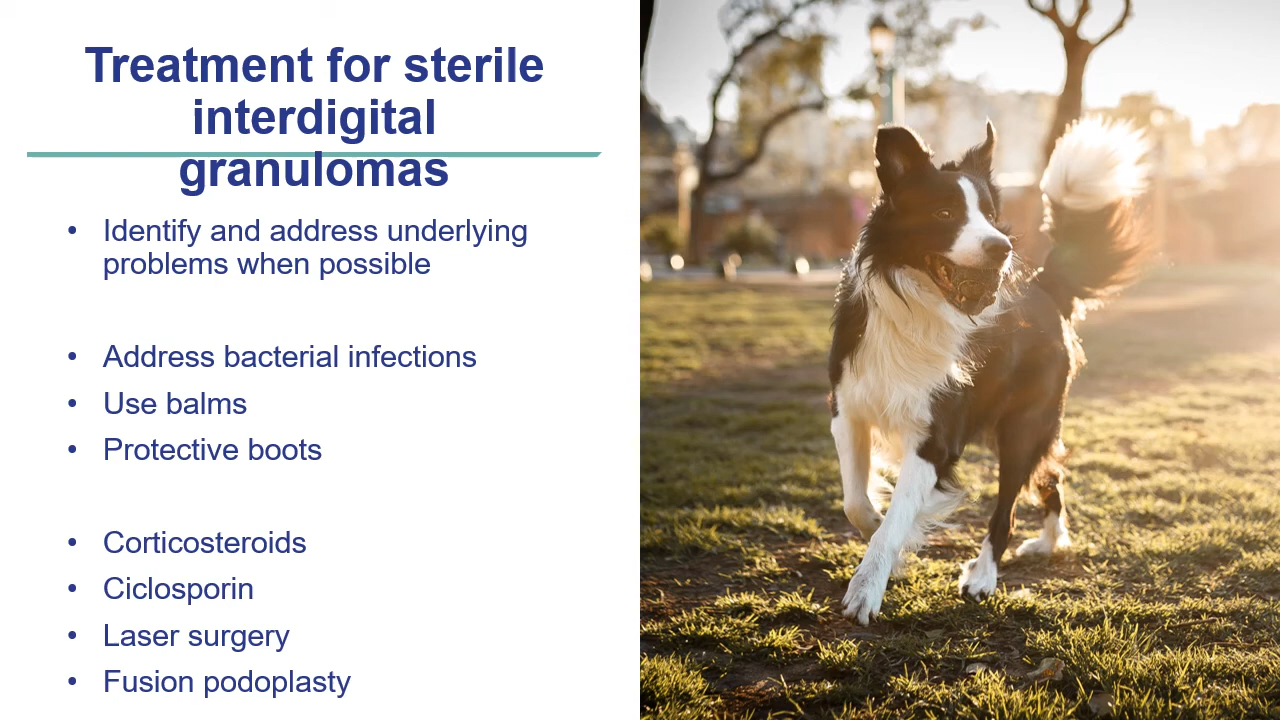 Treatment for sterile
interdigital
granulomas
• Identify and address underlying
problems when possible
• Address bacterial infections
• Use balms
• Protective boots
• Corticosteroids
• Ciclosporin
• Laser surgery
• Fusion podoplasty